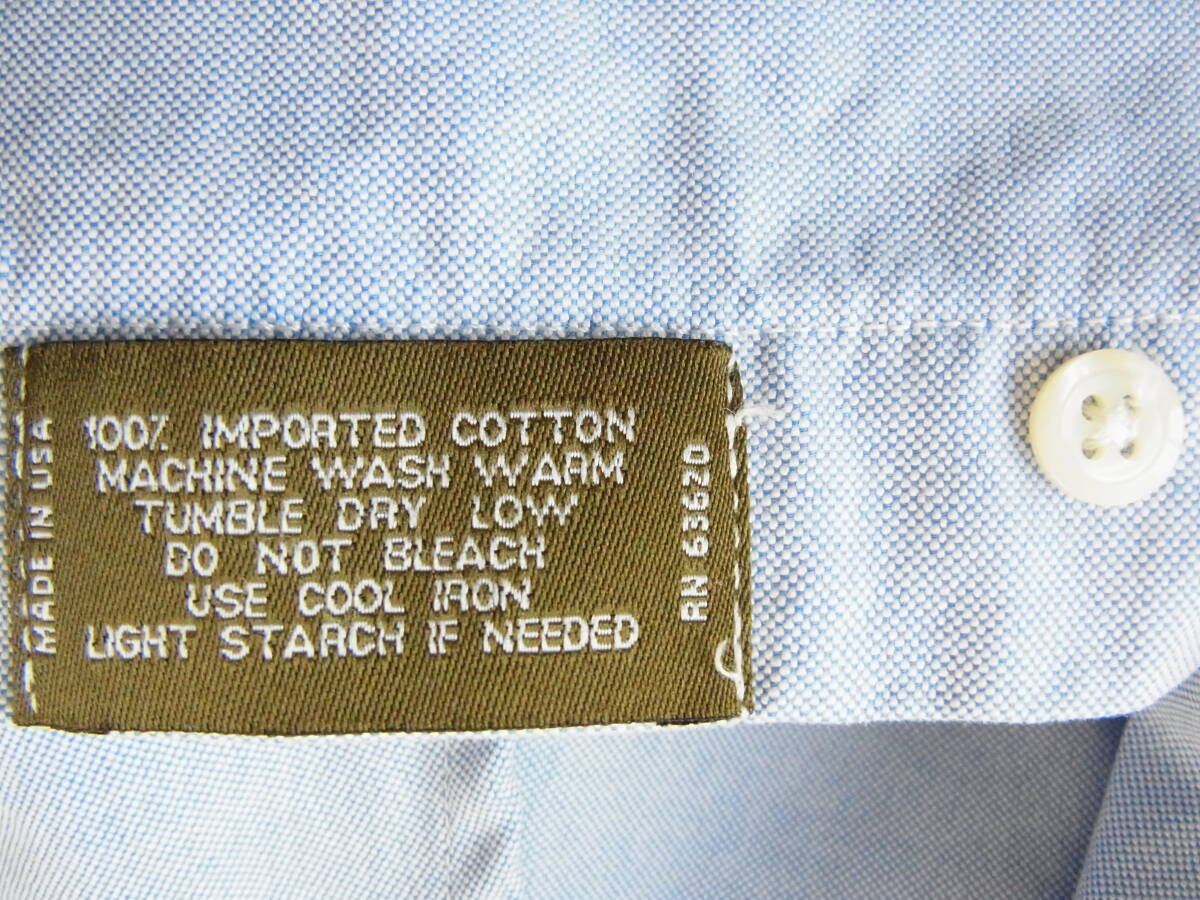 MADE IN USA
100% IMPORTED COTTON
MACHINE WASH WARM
TUMBLE DRY LOW
DO NOT BLEACH
USE COOL IRON
LIGHT STARCH IF NEEDED
RN 63620